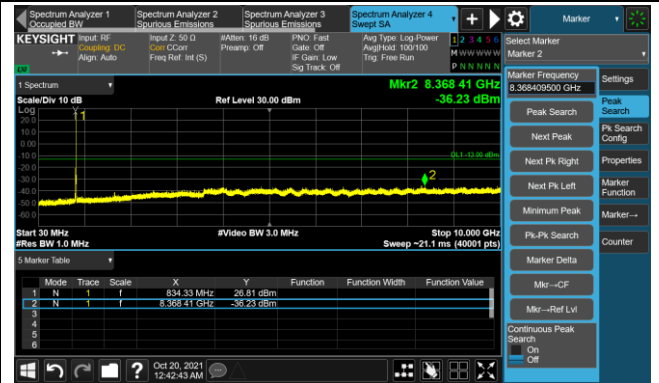 Spectrum Analyzer 1
Occupied BW
Spectrum Analyzer 2
Spurious Emissions
Spectrum Analyzer 3
Spurious Emissions
Spectrum Analyzer 4
Swept SA
Marker
KEYSIGHT
Input: RF
Coupling: DC
Align: Auto
Input Z: 50 Ω
Corr CCorr
Freq Ref: Int (S)
#Atten: 16 dB
Preamp: Off
PNO: Fast
Gate: Off
IF Gain: Low
Sig Track: Off
Avg Type: Log-Power
Avg|Hold: 100/100
Trig: Free Run
1 2 3 4 5 6
M W W W W W
P N N N N N
1 Spectrum
Mkr2 8.368 41 GHz
-36.23 dBm
Scale/Div 10 dB
Ref Level 30.00 dBm
Log
20.0
10.0
0.00
-10.0
-20.0
-30.0
-40.0
-50.0
-60.0
1
DL1 -13.00 dBm
2
Start 30 MHz
#Video BW 3.0 MHz
Stop 10.000 GHz
#Res BW 1.0 MHz
Sweep ~21.1 ms (40001 pts)
5 Marker Table
Mode Trace Scale X Y Function Function Width Function Value
1 N 1 f 834.33 MHz 26.81 dBm
2 N 1 f 8.368 41 GHz -36.23 dBm
3
4
5
6
Oct 20, 2021
12:42:43 AM
Select Marker
Marker 2
Marker Frequency
8.368409500 GHz
Peak Search
Next Peak
Next Pk Right
Next Pk Left
Minimum Peak
Pk-Pk Search
Marker Delta
Mkr→CF
Mkr→Ref Lvl
Continuous Peak
Search
On
Off
Settings
Peak
Search
Pk Search
Config
Properties
Marker
Function
Marker→
Counter